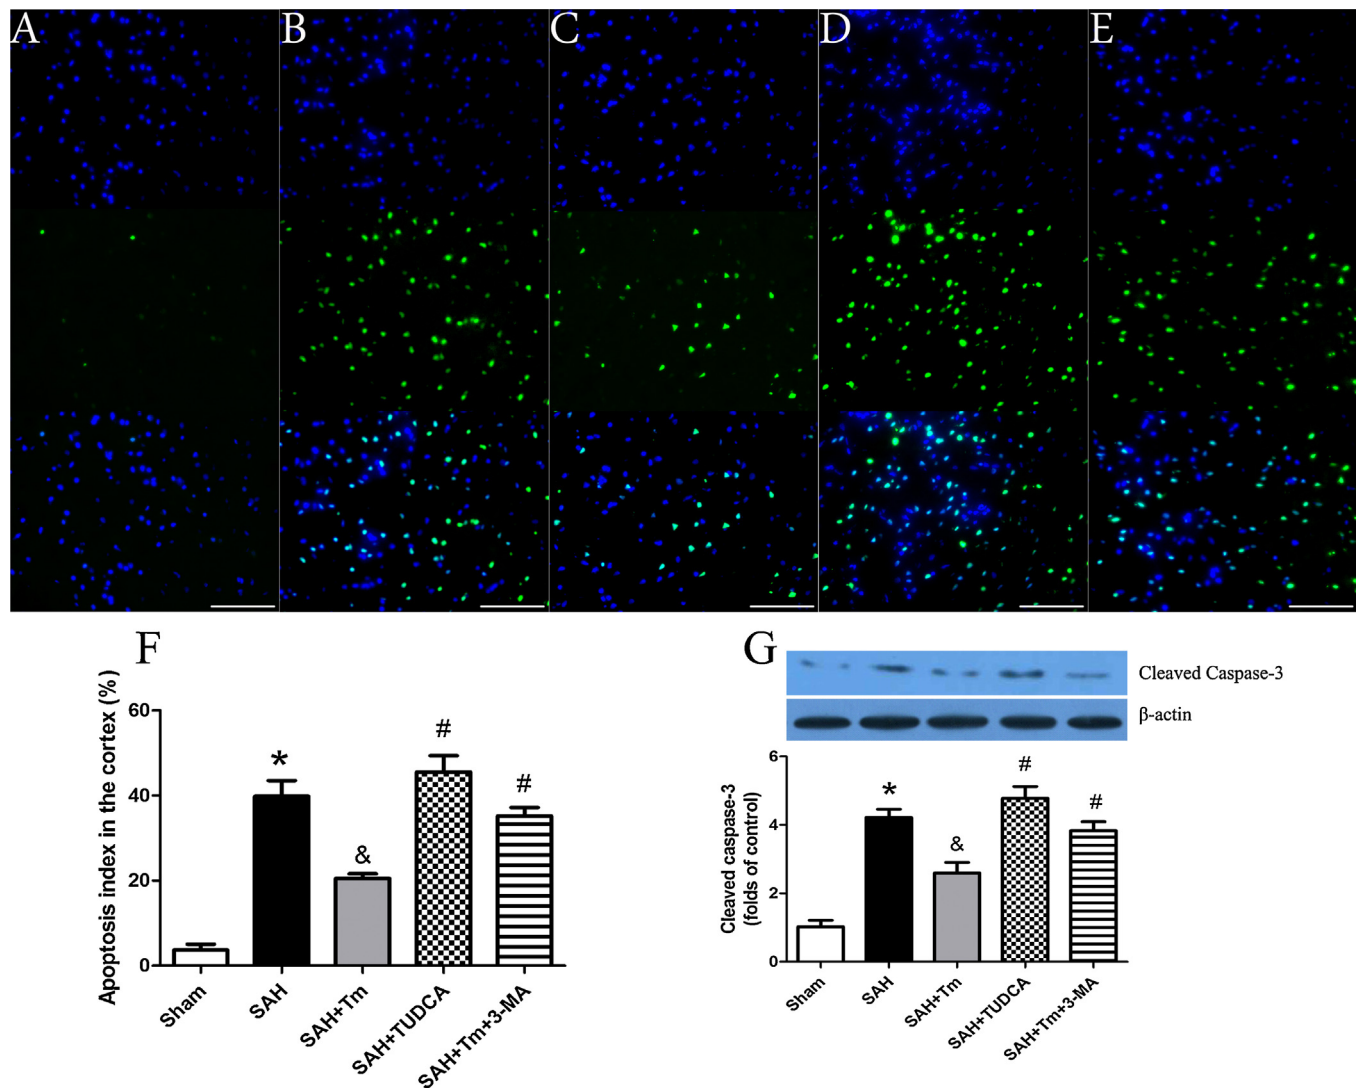 A
B
C
D
E
F
Apoptosis index in the cortex (%)
60
40
20
0
*
&
#
#
Sham
SAH
SAH+Tm
SAH+TUDCA
SAH+Tm+3-MA
G
Cleaved Caspase-3
β-actin
Cleaved caspase-3
(folds of control)
6
4
2
0
*
&
#
#
Sham
SAH
SAH+Tm
SAH+TUDCA
SAH+Tm+3-MA